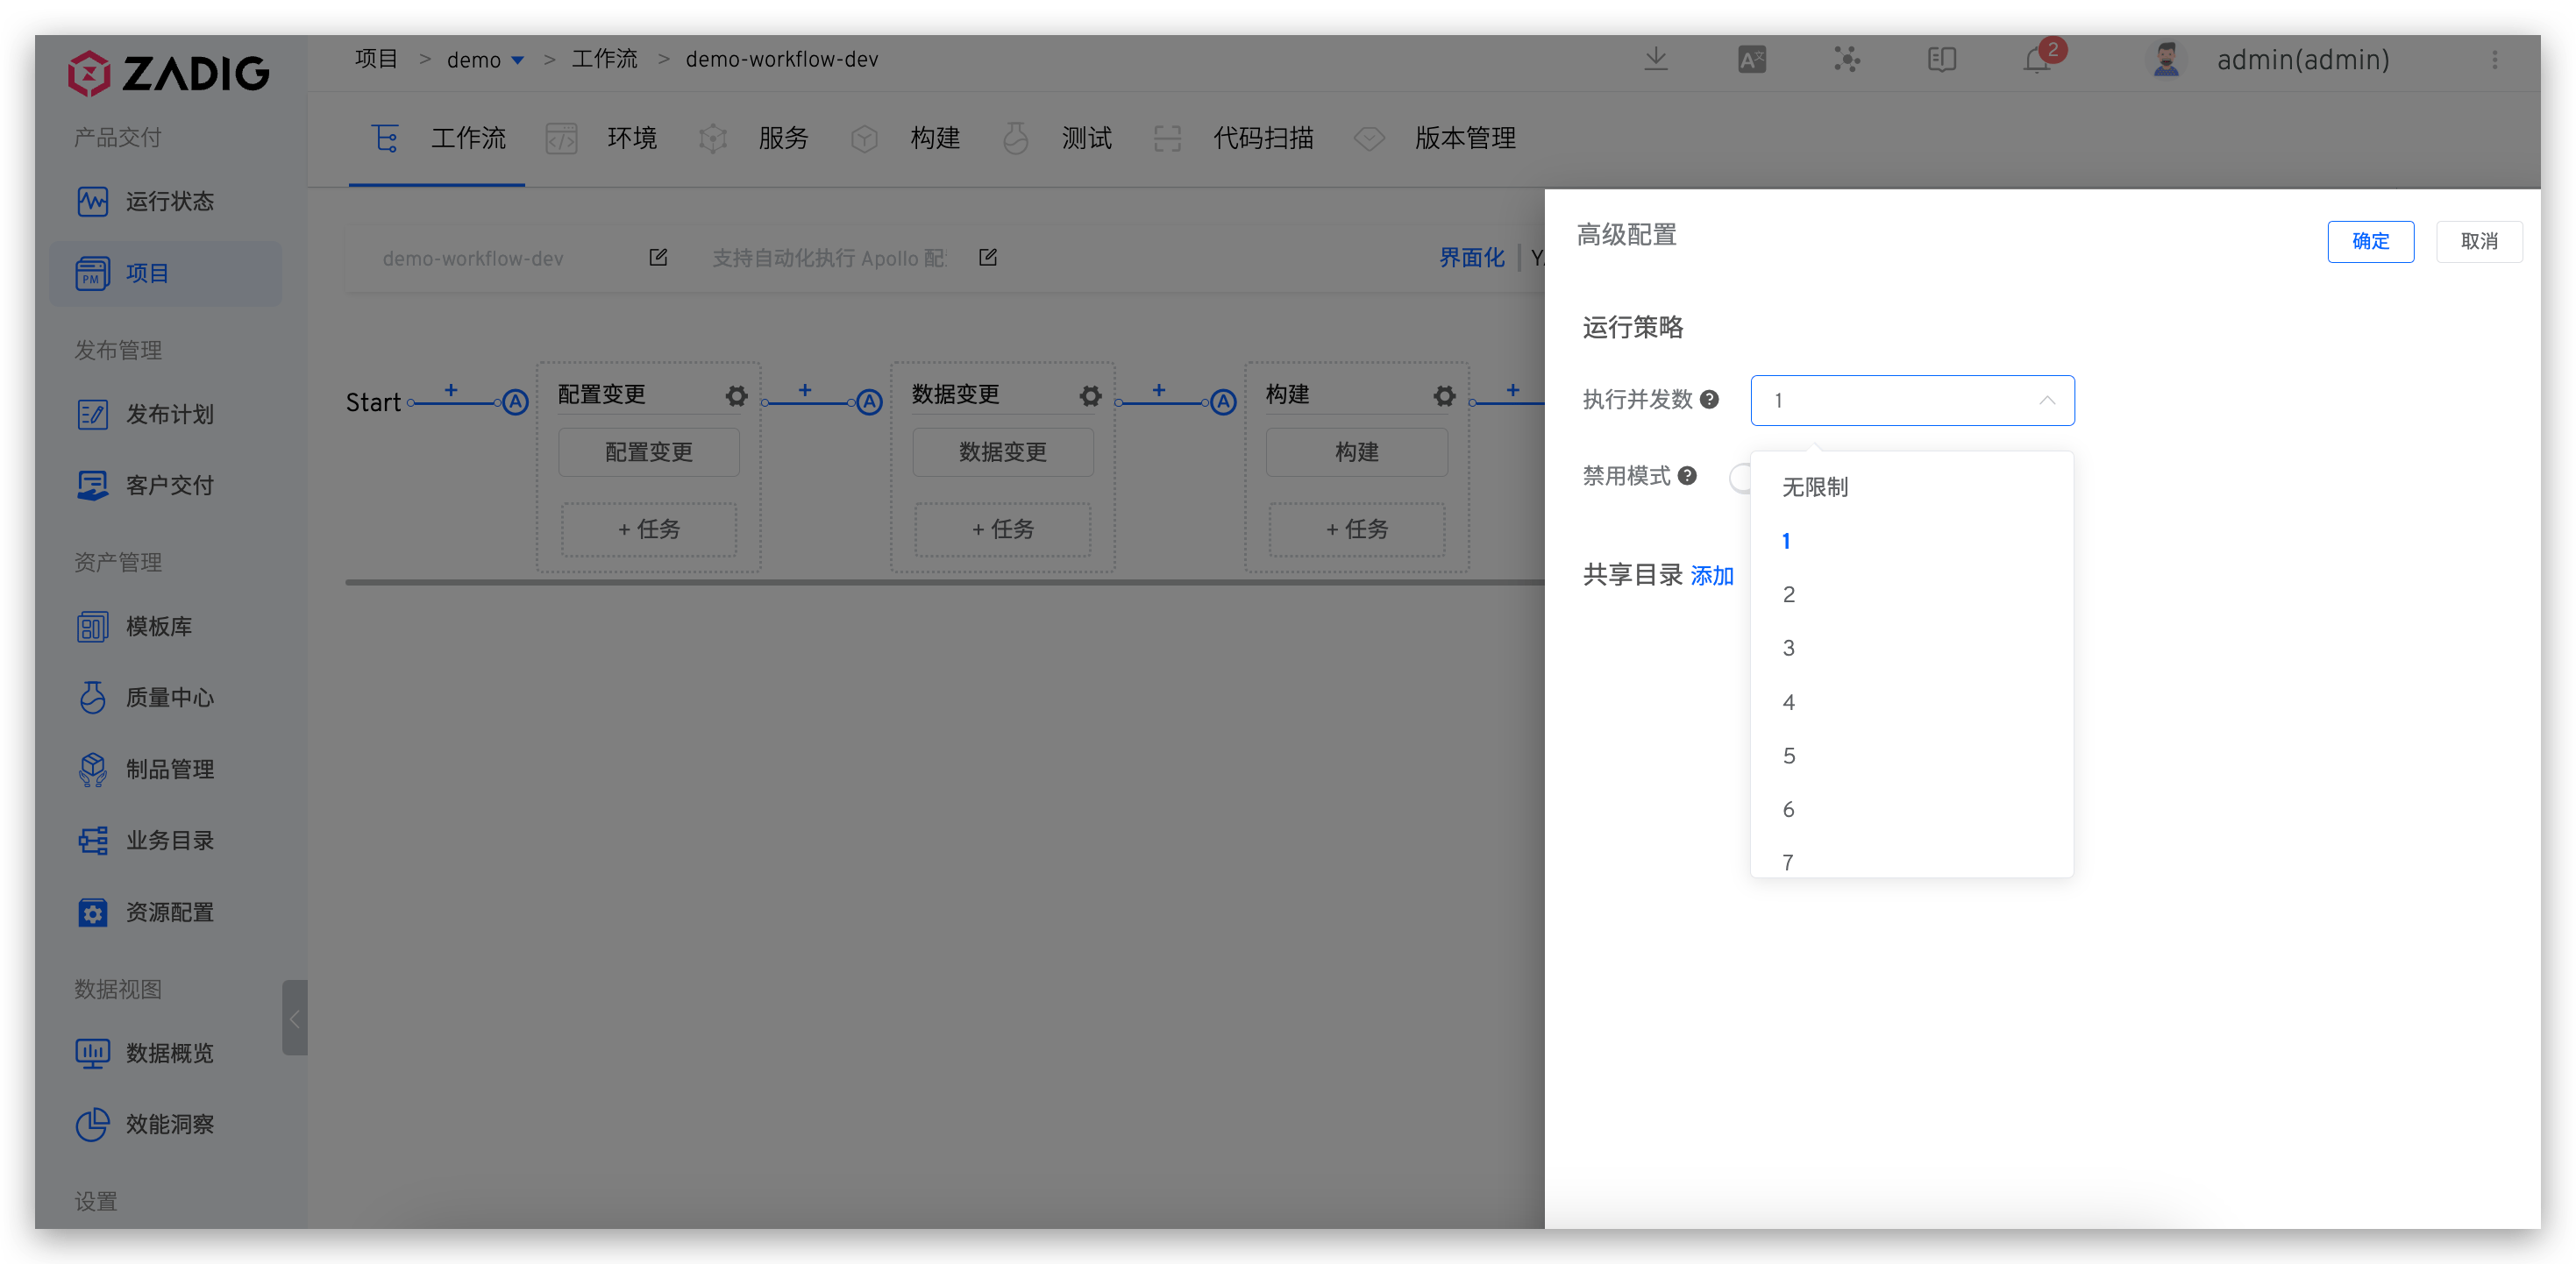 ZADIG
项目 > demo > 工作流 > demo-workflow-dev
2
admin(admin)
产品交付
运行状态
项目
发布管理
发布计划
客户交付
资产管理
模板库
质量中心
制品管理
业务目录
资源配置
数据视图
数据概览
效能洞察
设置
工作流 环境 服务 构建 测试 代码扫描 版本管理
demo-workflow-dev
支持自动化执行 Apollo 配
界面化
Start
配置变更
配置变更
+ 任务
数据变更
数据变更
+ 任务
构建
构建
+ 任务
高级配置
确定 取消
运行策略
执行并发数 1
禁用模式
共享目录 添加
无限制
1
2
3
4
5
6
7